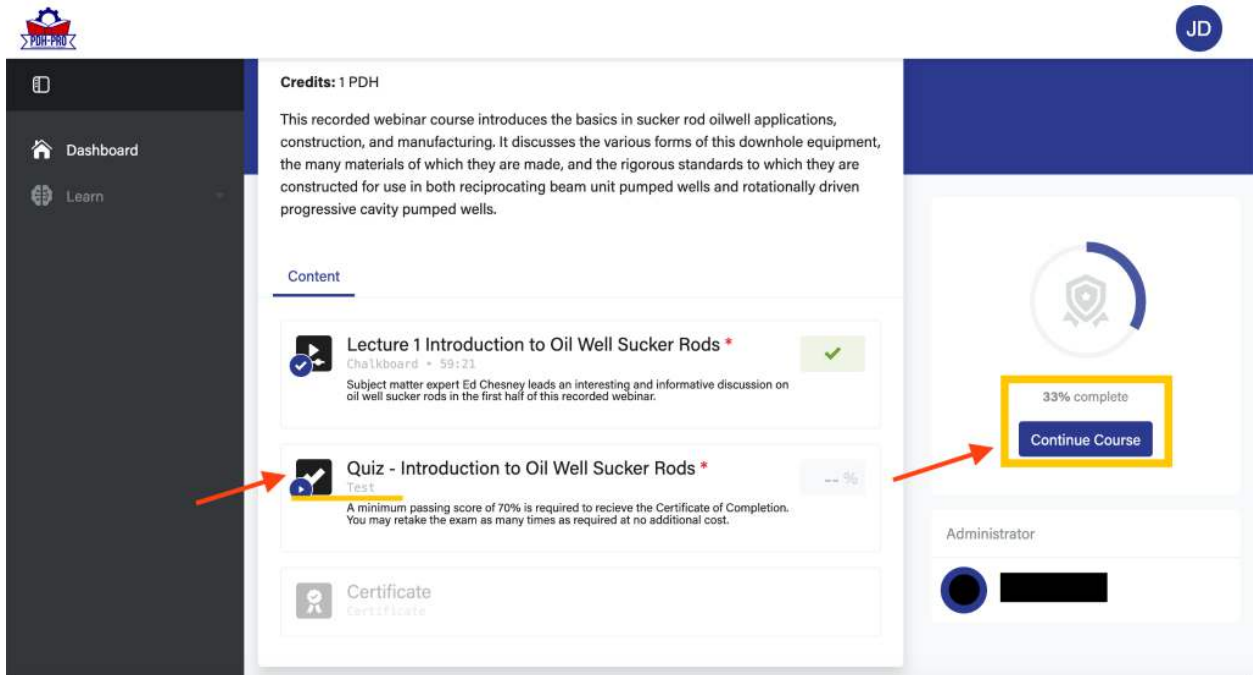 PDH-PRO
JD
Dashboard
Learn
Credits: 1 PDH
This recorded webinar course introduces the basics in sucker rod oilwell applications,
construction, and manufacturing. It discusses the various forms of this downhole equipment,
the many materials of which they are made, and the rigorous standards to which they are
constructed for use in both reciprocating beam unit pumped wells and rotationally driven
progressive cavity pumped wells.
Content
Lecture 1 Introduction to Oil Well Sucker Rods *
Chalkboard • 59:21
Subject matter expert Ed Chesney leads an interesting and informative discussion on
oil well sucker rods in the first half of this recorded webinar.
Quiz - Introduction to Oil Well Sucker Rods *
Test
-- %
A minimum passing score of 70% is required to recieve the Certificate of Completion.
You may retake the exam as many times as required at no additional cost.
Certificate
Certificate
33% complete
Continue Course
Administrator